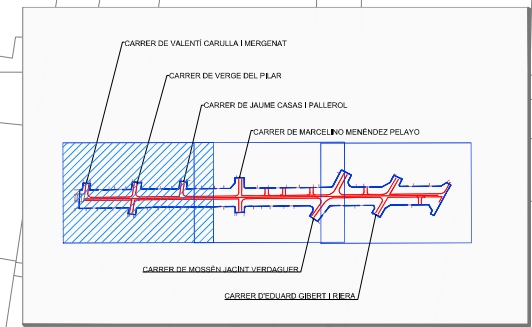 CARRER DE VALENTÍ CARULLA I MERGENAT
CARRER DE VERGE DEL PILAR
CARRER DE JAUME CASAS I PALLEROL
CARRER DE MARCELINO MENÉNDEZ PELAYO
CARRER DE MOSSÈN JACINT VERDAGUER
CARRER D'EDUARD GIBERT I RIERA